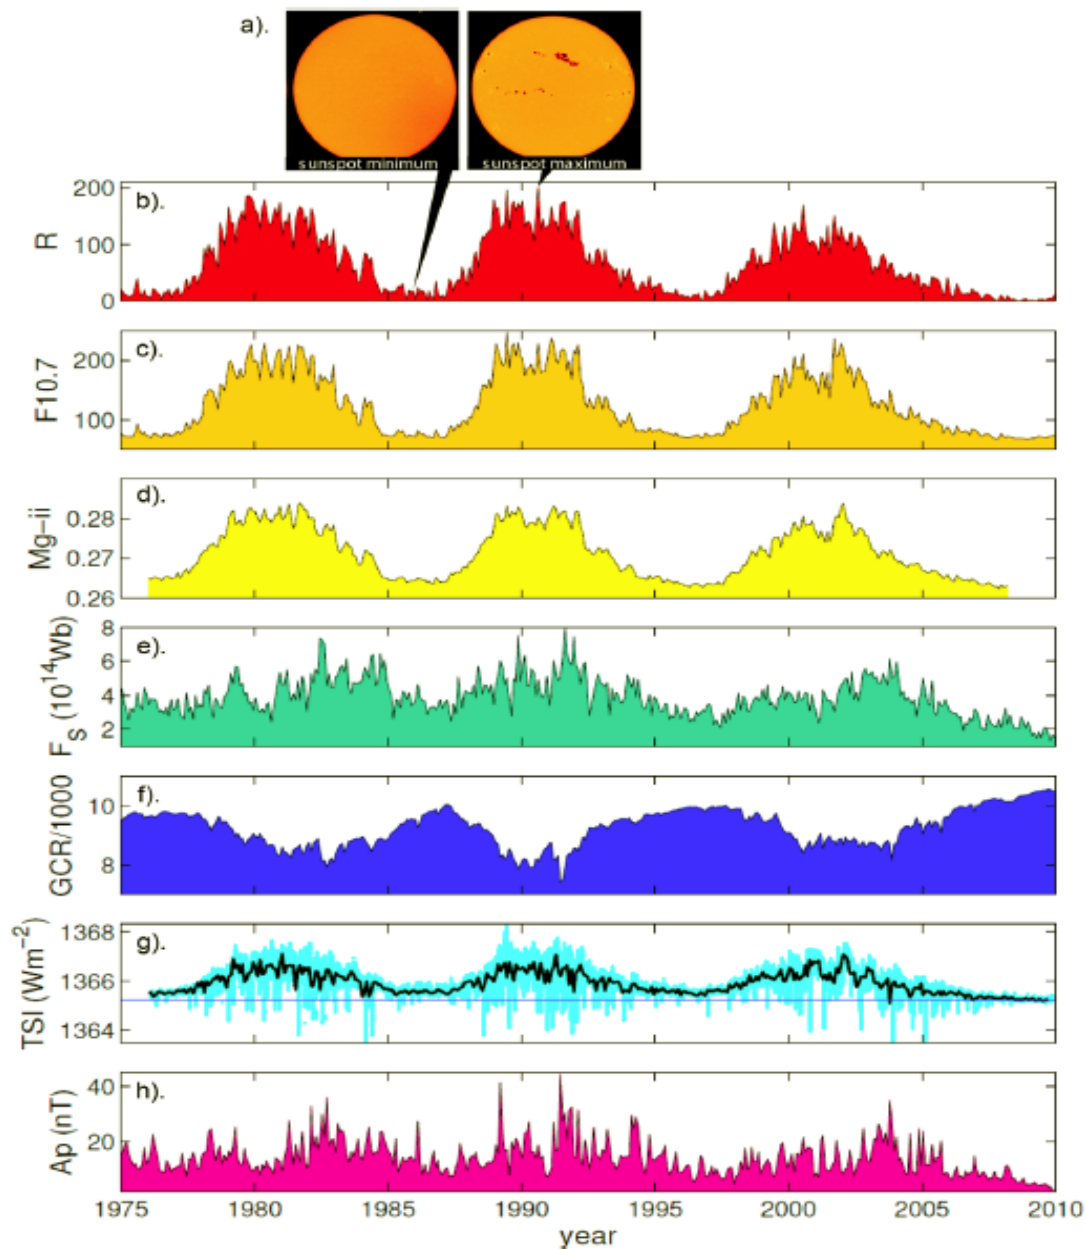 a).
sunspot minimum
sunspot maximum
b).
R
200
100
0
c).
F10.7
200
100
d).
Mg-ii
0.28
0.27
0.26
e).
F_S (10^14Wb)
8
6
4
2
f).
GCR/1000
10
8
g).
TSI (Wm^-2)
1368
1366
1364
h).
Ap (nT)
40
20
1975 1980 1985 1990 1995 2000 2005 2010
year